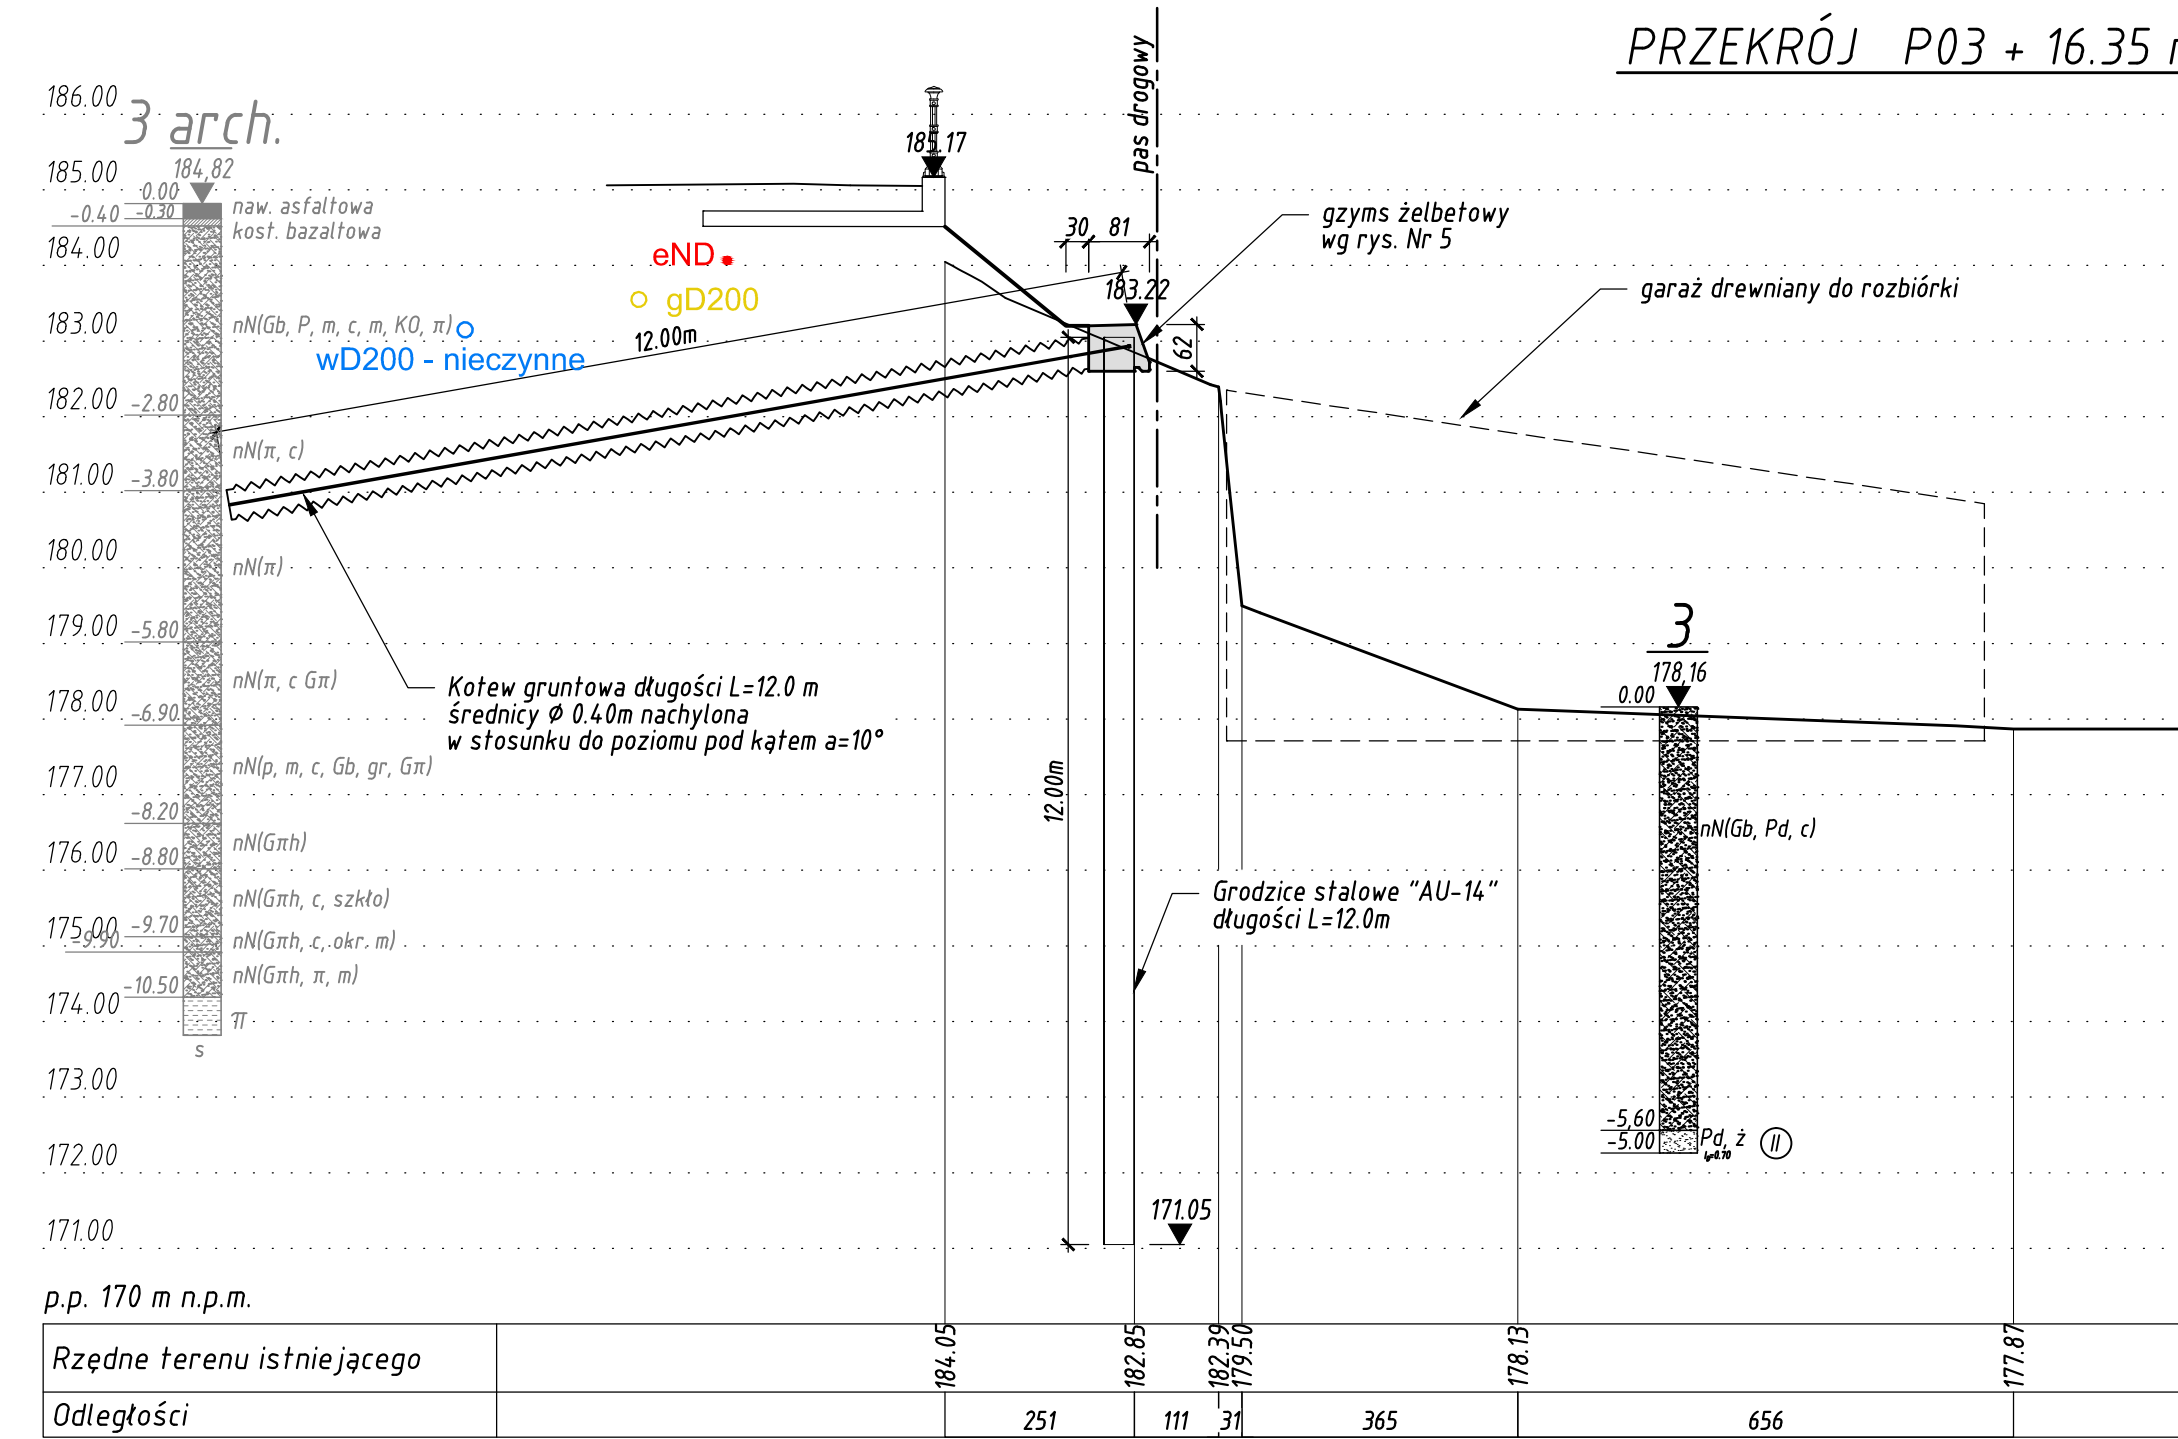 PRZEKRÓJ P03 + 16.35
186.00
185.00
184.00
183.00
182.00
181.00
180.00
179.00
178.00
177.00
176.00
175.00
174.00
173.00
172.00
171.00
3 arch.
184,82
0.00
-0.30
-0.40
-2.80
-3.80
-5.80
-6.90
-8.20
-8.80
-9.70
-9.90
-10.50
naw. asfaltowa
kost. bazaltowa
nN(Gb, P, m, c, m, KO, π)
nN(π, c)
nN(π)
nN(π, c Gπ)
nN(p, m, c, Gb, gr, Gπ)
nN(Gπh)
nN(Gπh, c, szkło)
nN(Gπh, c, okr. m)
nN(Gπh, π, m)
π
s
eND
gD200
wD200 - nieczynne
12.00m
185.17
pas drogowy
30 81
183.22
62
gzyms żelbetowy
wg rys. Nr 5
garaż drewniany do rozbiórki
Kotew gruntowa długości L=12.0 m
średnicy Ø 0.40m nachylona
w stosunku do poziomu pod kątem a=10°
12.00m
Grodzice stalowe "AU-14"
długości L=12.0m
171.05
3
178,16
0.00
nN(Gb, Pd, c)
-5,60
-5.00
Pd, ż II
p.p. 170 m n.p.m.
Rzędne terenu istniejącego 184.05 182.85 182.39 179.50 178.13 177.87
Odległości 251 111 31 365 656